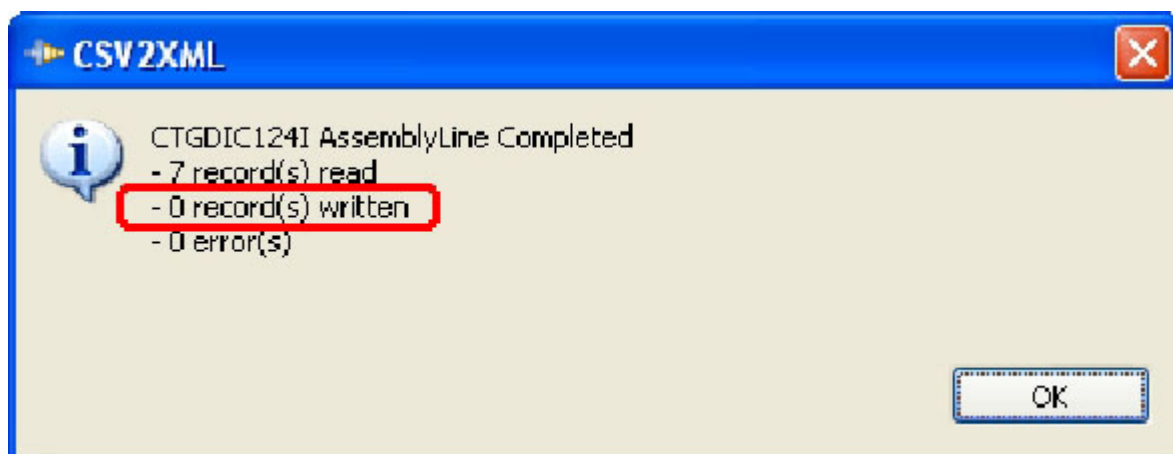 CSV2XML
CTGDIC124I AssemblyLine Completed
- 7 record(s) read
- 0 record(s) written
- 0 error(s)
OK